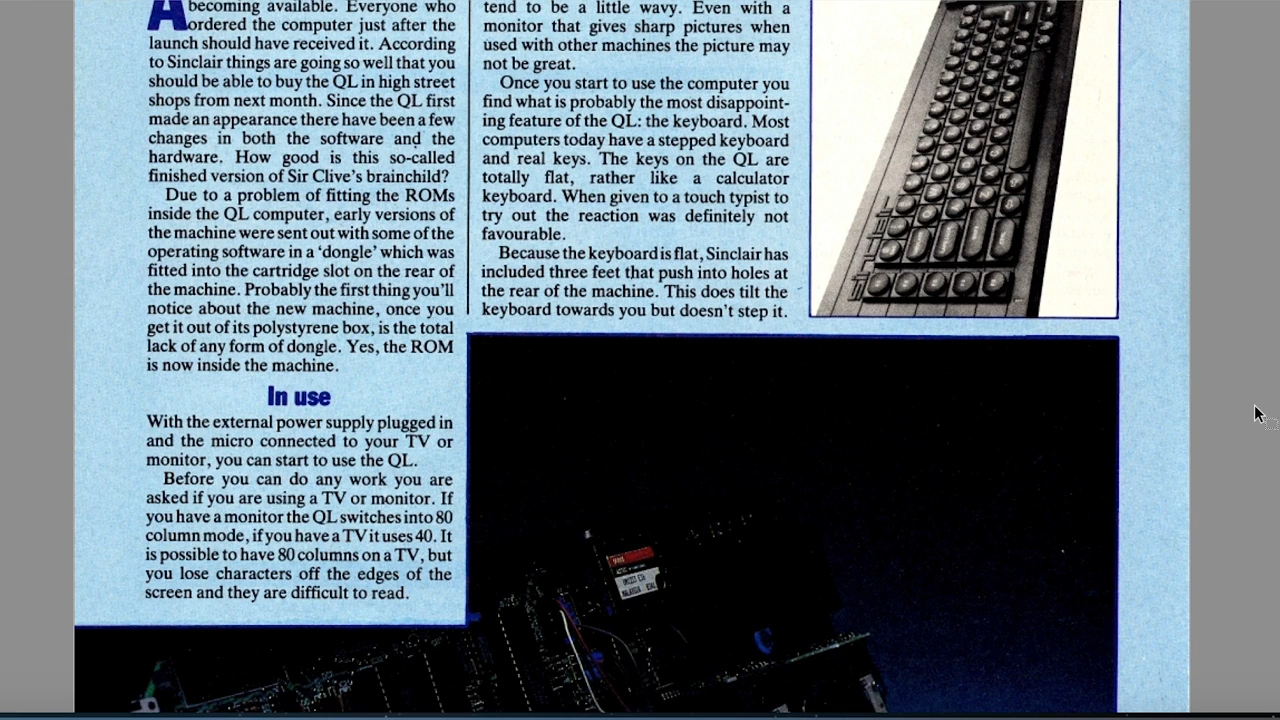 A becoming available. Everyone who
ordered the computer just after the
launch should have received it. According
to Sinclair things are going so well that you
should be able to buy the QL in high street
shops from next month. Since the QL first
made an appearance there have been a few
changes in both the software and the
hardware. How good is this so-called
finished version of Sir Clive's brainchild?
Due to a problem of fitting the ROMs
inside the QL computer, early versions of
the machine were sent out with some of the
operating software in a 'dongle' which was
fitted into the cartridge slot on the rear of
the machine. Probably the first thing you'll
notice about the new machine, once you
get it out of its polystyrene box, is the total
lack of any form of dongle. Yes, the ROM
is now inside the machine.
In use
With the external power supply plugged in
and the micro connected to your TV or
monitor, you can start to use the QL.
Before you can do any work you are
asked if you are using a TV or monitor. If
you have a monitor the QL switches into 80
column mode, if you have a TV it uses 40. It
is possible to have 80 columns on a TV, but
you lose characters off the edges of the
screen and they are difficult to read.
tend to be a little wavy. Even with a
monitor that gives sharp pictures when
used with other machines the picture may
not be great.
Once you start to use the computer you
find what is probably the most disappoint-
ing feature of the QL: the keyboard. Most
computers today have a stepped keyboard
and real keys. The keys on the QL are
totally flat, rather like a calculator
keyboard. When given to a touch typist to
try out the reaction was definitely not
favourable.
Because the keyboard is flat, Sinclair has
included three feet that push into holes at
the rear of the machine. This does tilt the
keyboard towards you but doesn't step it.